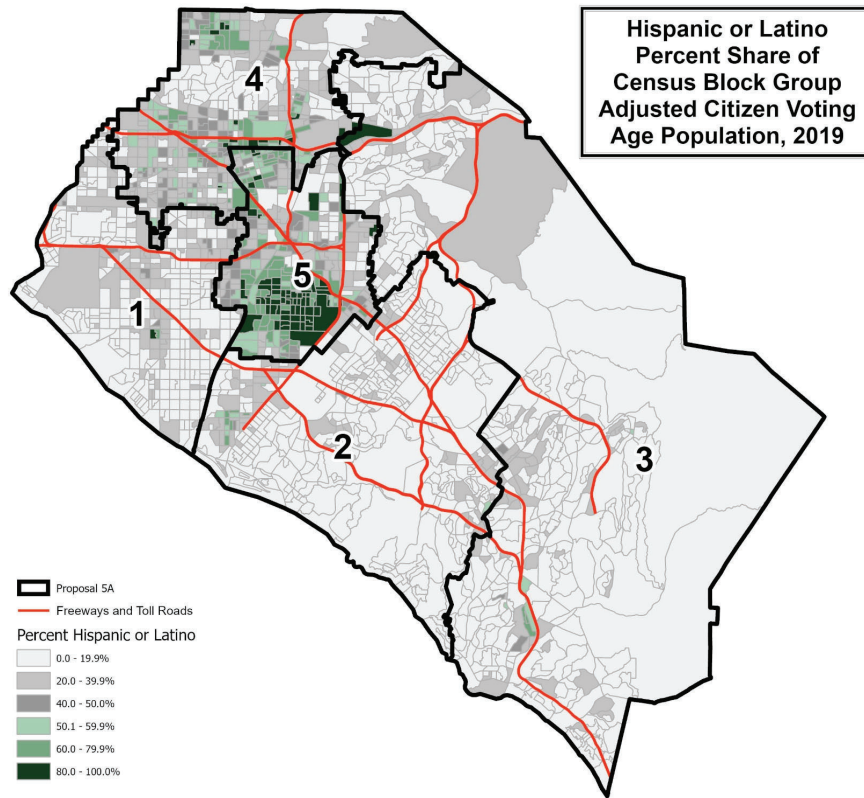 Hispanic or Latino
Percent Share of
Census Block Group
Adjusted Citizen Voting
Age Population, 2019
4
5
1
2
3
Proposal 5A
Freeways and Toll Roads
Percent Hispanic or Latino
0.0 - 19.9%
20.0 - 39.9%
40.0 - 50.0%
50.1 - 59.9%
60.0 - 79.9%
80.0 - 100.0%